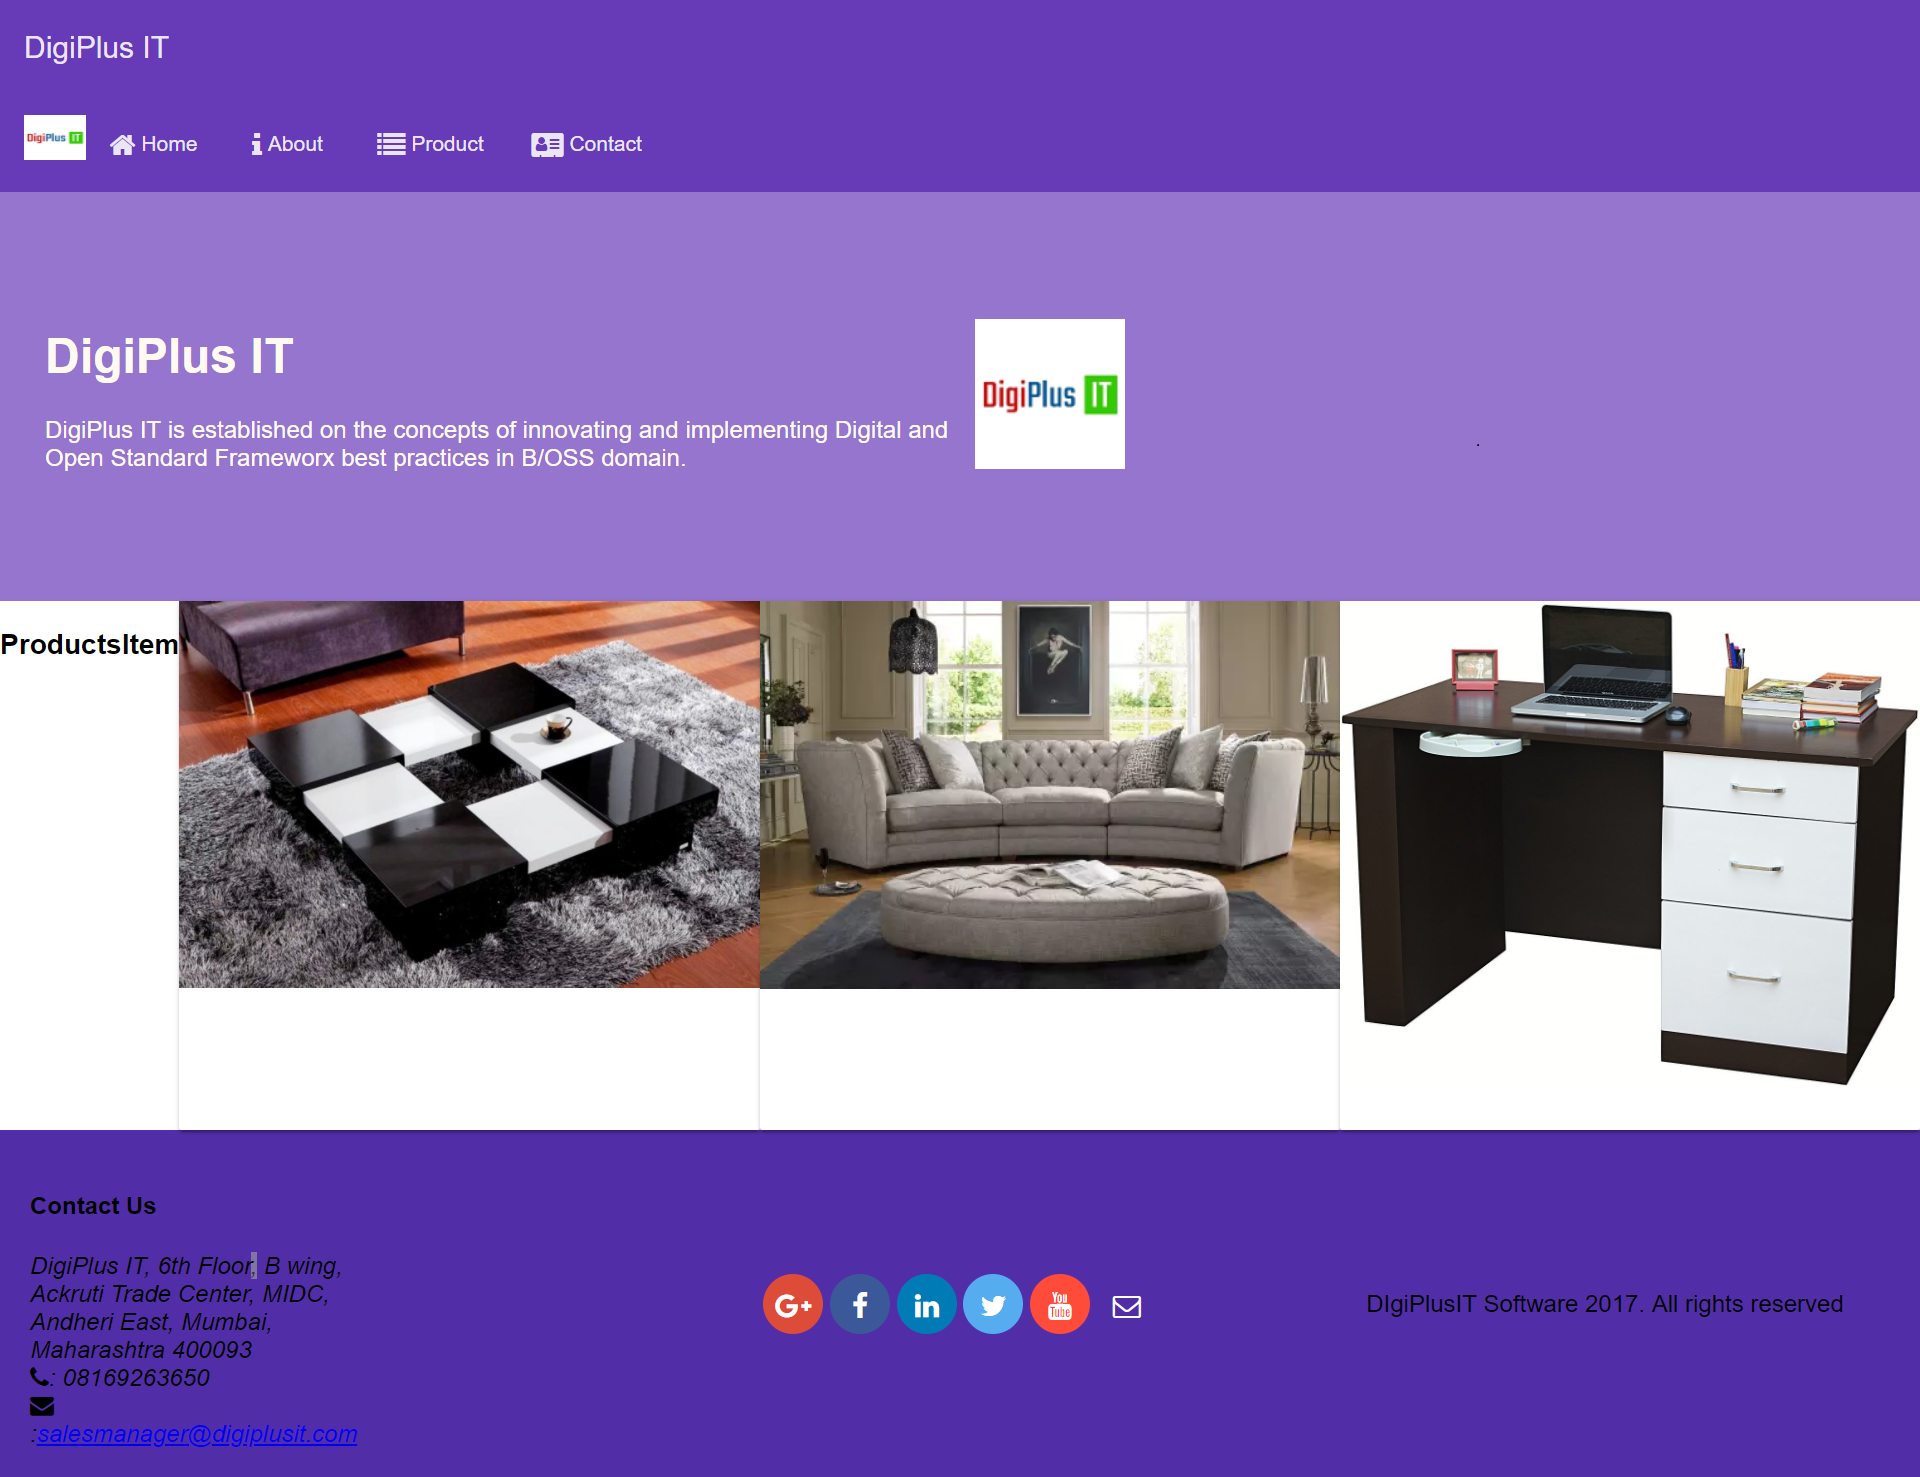 DigiPlus IT
DigiPlus IT
Home
About
Product
Contact
DigiPlus IT
DigiPlus IT
DigiPlus IT is established on the concepts of innovating and implementing Digital and
Open Standard Frameworx best practices in B/OSS domain.
.
ProductsItem
Contact Us
DigiPlus IT, 6th Floor, B wing,
Ackruti Trade Center, MIDC,
Andheri East, Mumbai,
Maharashtra 400093
: 08169263650
:salesmanager@digiplusit.com
G+
f
in
You
Tube
DIgiPlusIT Software 2017. All rights reserved